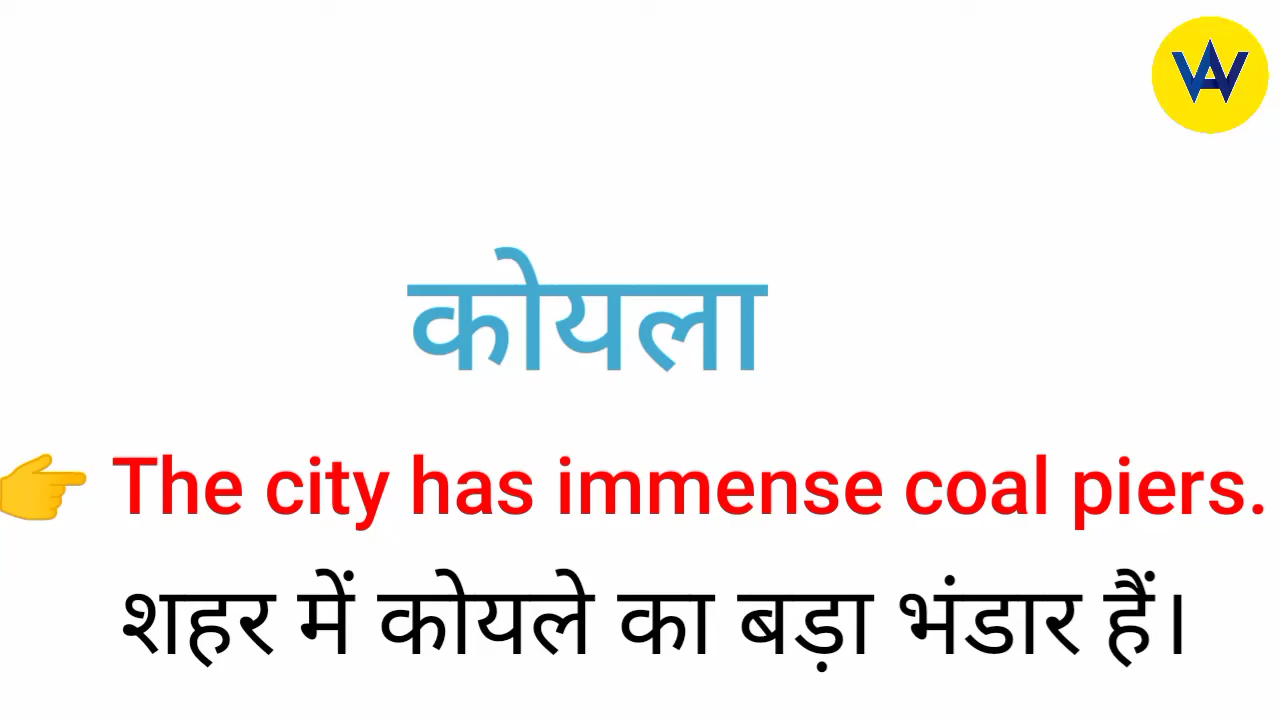 कोयला
👉 The city has immense coal piers.
शहर में कोयले का बड़ा भंडार हैं।